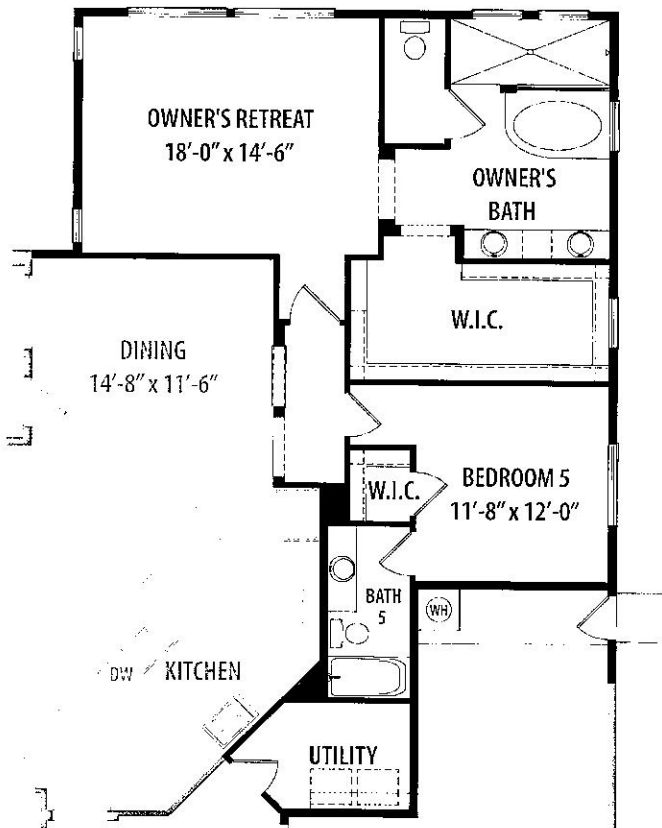 OWNER'S RETREAT
18'-0" x 14'-6"
OWNER'S
BATH
W.I.C.
DINING
14'-8" x 11'-6"
W.I.C.
BEDROOM 5
11'-8" x 12'-0"
BATH
5
WH
DW
KITCHEN
UTILITY